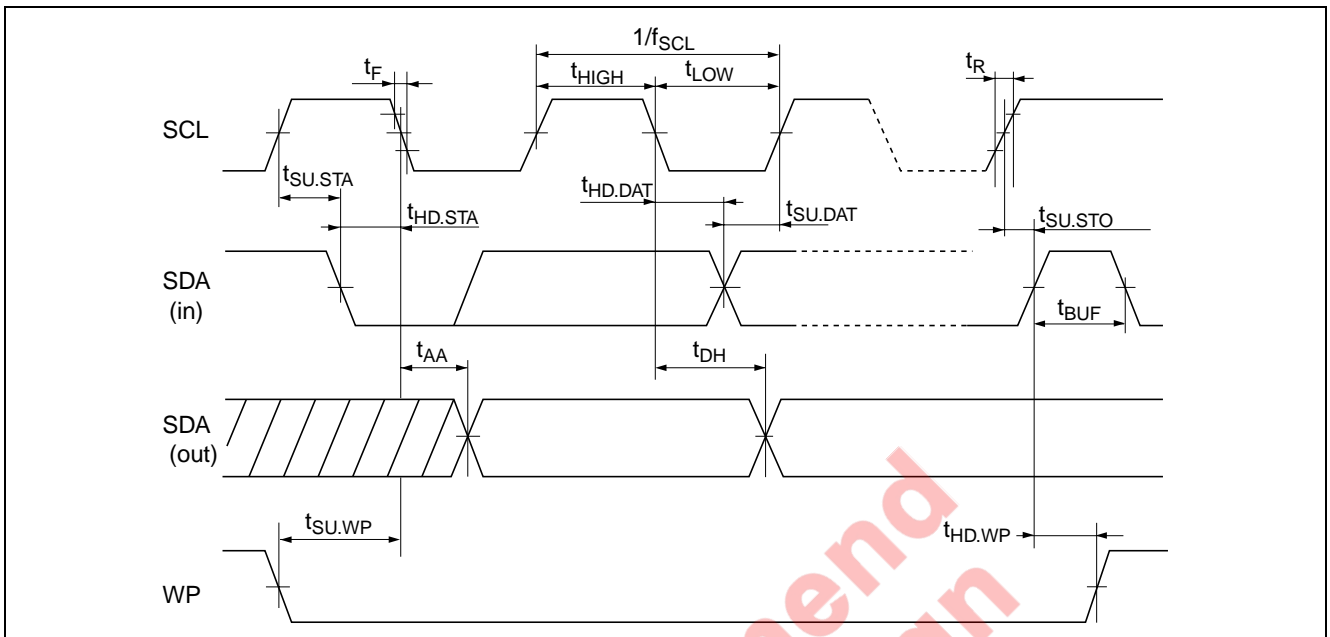 1/fSCL
tF
tHIGH
tLOW
tR
SCL
tSU.STA
tHD.STA
tHD.DAT
tSU.DAT
tSU.STO
SDA
(in)
tBUF
tAA
tDH
SDA
(out)
tSU.WP
tHD.WP
WP
end